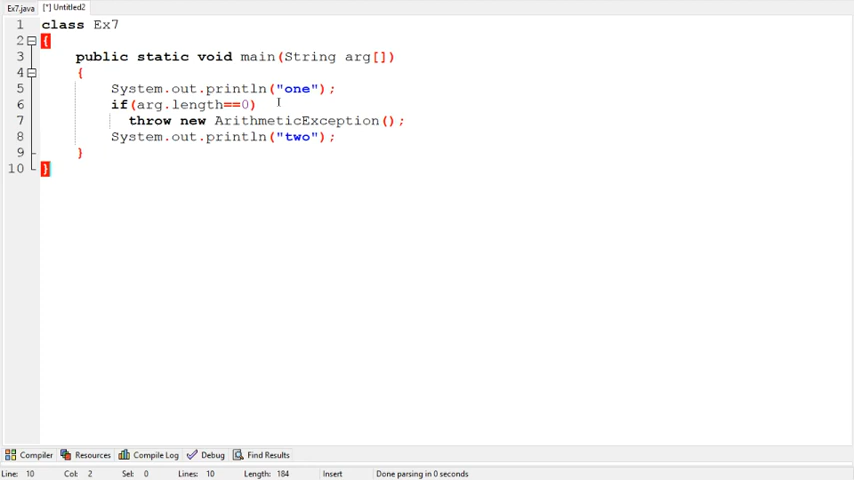 Ex7.java [*] Untitled2
1 class Ex7
2 {
3 public static void main(String arg[])
4 {
5 System.out.println("one");
6 if(arg.length==0)
7 throw new ArithmeticException();
8 System.out.println("two");
9 }
10 }
Compiler Resources Compile Log Debug Find Results
Line: 10 Col: 2 Sel: 0 Lines: 10 Length: 184 Insert Done parsing in 0 seconds